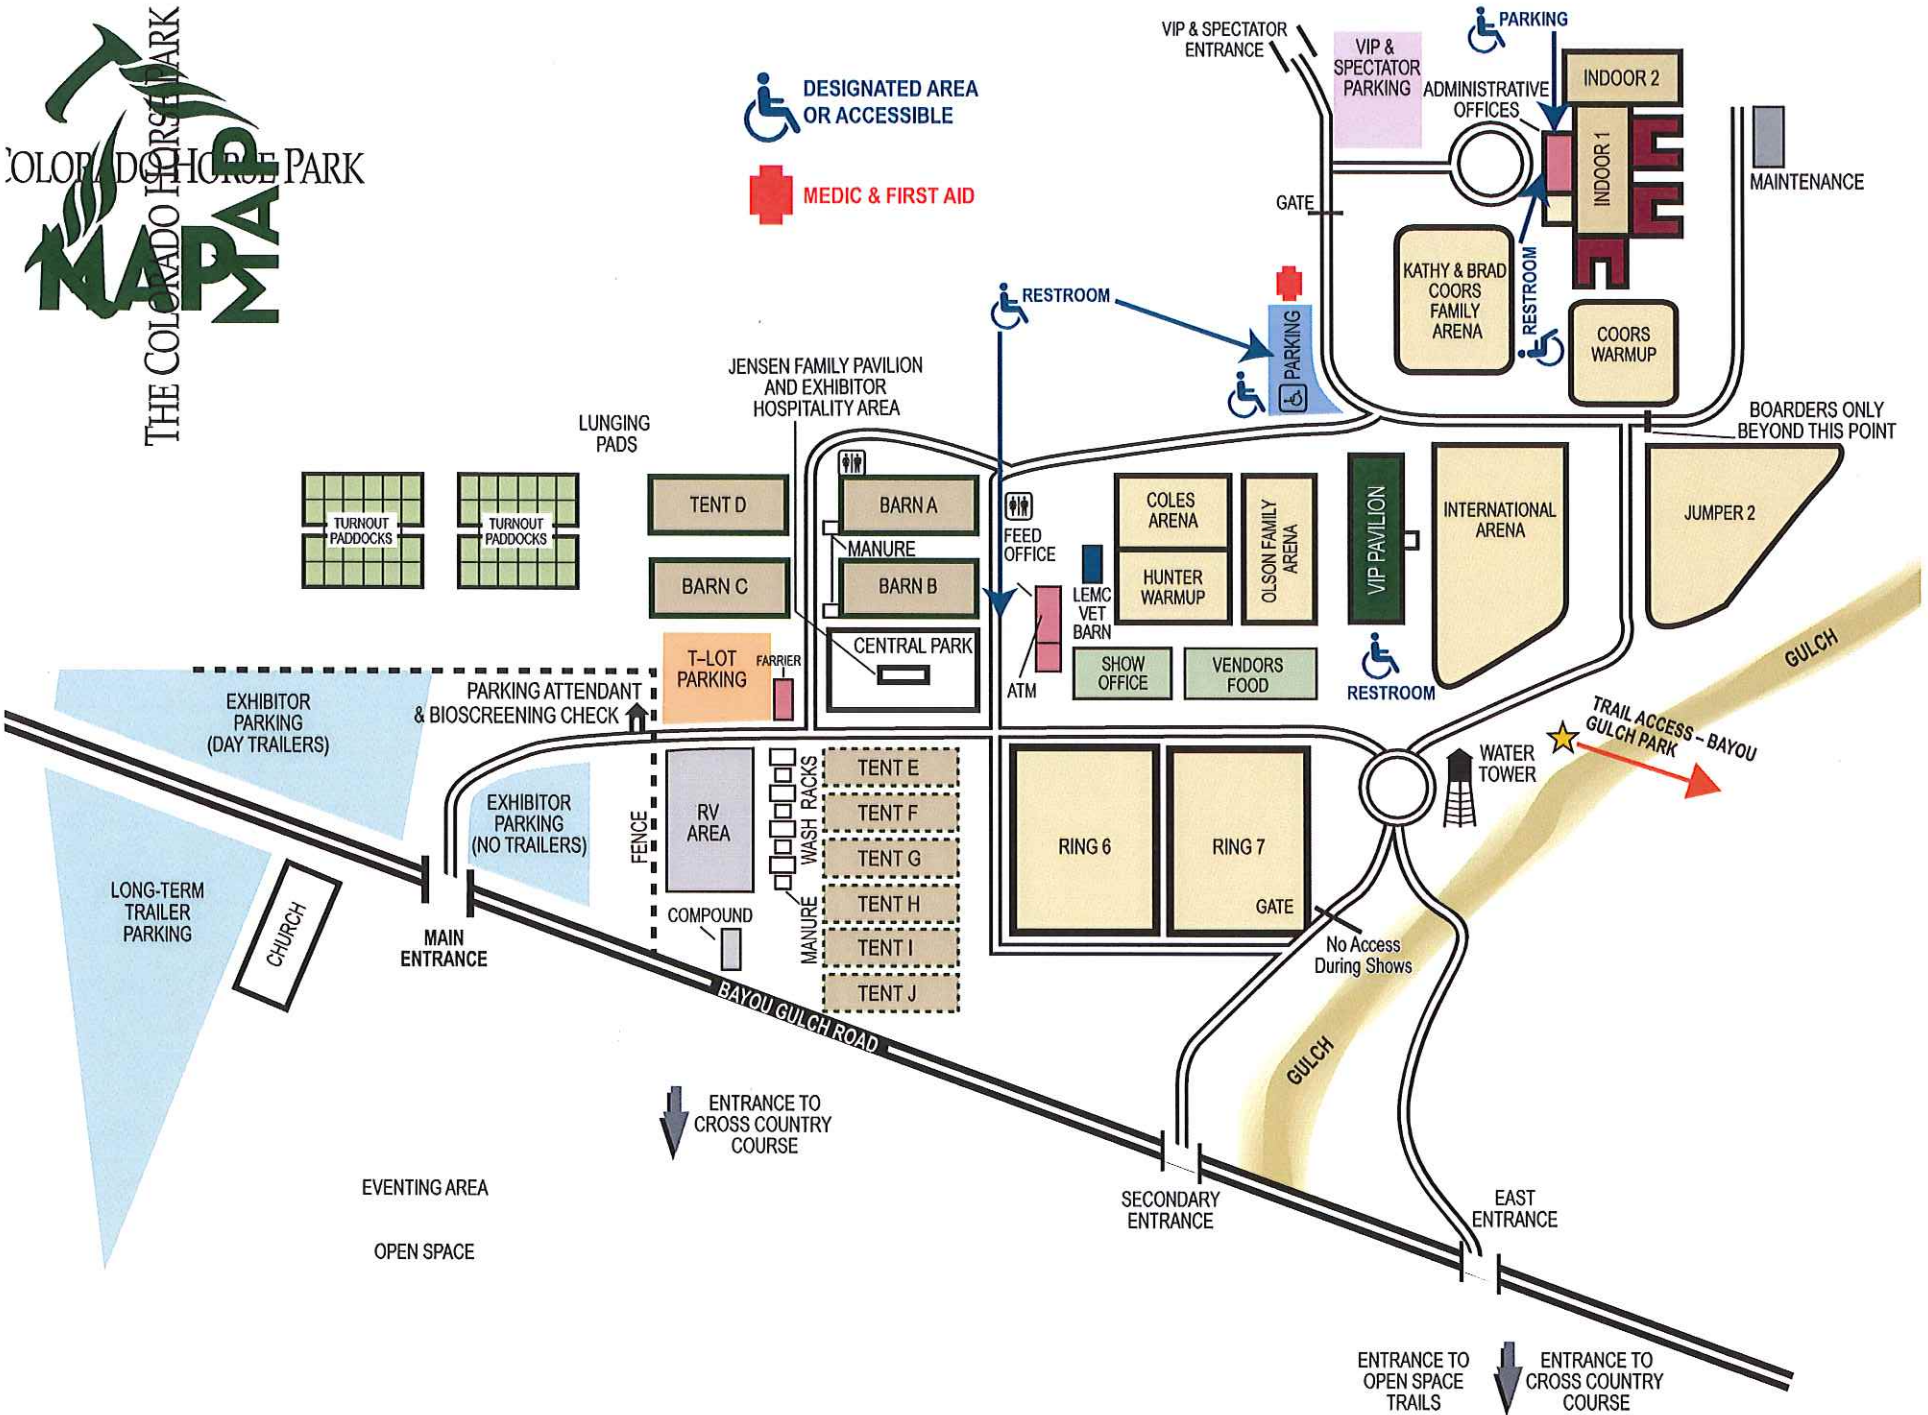 THE COLORADO HORSE PARK
COLORADO HORSE PARK
MAP
MAP
DESIGNATED AREA
OR ACCESSIBLE
MEDIC & FIRST AID
VIP & SPECTATOR
ENTRANCE
VIP &
SPECTATOR
PARKING
PARKING
ADMINISTRATIVE
OFFICES
INDOOR 2
INDOOR 1
MAINTENANCE
GATE
KATHY & BRAD
COORS
FAMILY
ARENA
RESTROOM
COORS
WARMUP
RESTROOM
PARKING
BOARDERS ONLY
BEYOND THIS POINT
JENSEN FAMILY PAVILION
AND EXHIBITOR
HOSPITALITY AREA
LUNGING
PADS
TURNOUT
PADDOCKS
TURNOUT
PADDOCKS
TENT D
BARN A
MANURE
BARN C
BARN B
FEED
OFFICE
COLES
ARENA
HUNTER
WARMUP
OLSON FAMILY
ARENA
VIP PAVILION
INTERNATIONAL
ARENA
JUMPER 2
LEMC
VET
BARN
ATM
T-LOT
PARKING
FARRIER
CENTRAL PARK
SHOW
OFFICE
VENDORS
FOOD
RESTROOM
GULCH
EXHIBITOR
PARKING
(DAY TRAILERS)
PARKING ATTENDANT
& BIOSCREENING CHECK
TRAIL ACCESS – BAYOU
GULCH PARK
WATER
TOWER
EXHIBITOR
PARKING
(NO TRAILERS)
FENCE
RV
AREA
WASH RACKS
MANURE
TENT E
TENT F
TENT G
TENT H
TENT I
TENT J
RING 6
RING 7
GATE
No Access
During Shows
LONG-TERM
TRAILER
PARKING
CHURCH
MAIN
ENTRANCE
COMPOUND
BAYOU GULCH ROAD
GULCH
ENTRANCE TO
CROSS COUNTRY
COURSE
EVENTING AREA
OPEN SPACE
SECONDARY
ENTRANCE
EAST
ENTRANCE
ENTRANCE TO
OPEN SPACE
TRAILS
ENTRANCE TO
CROSS COUNTRY
COURSE